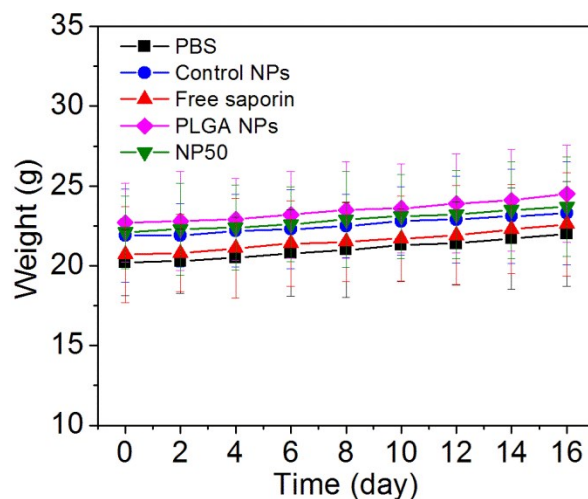 35
30
25
20
15
10
Weight (g)
PBS
Control NPs
Free saporin
PLGA NPs
NP50
0 2 4 6 8 10 12 14 16
Time (day)